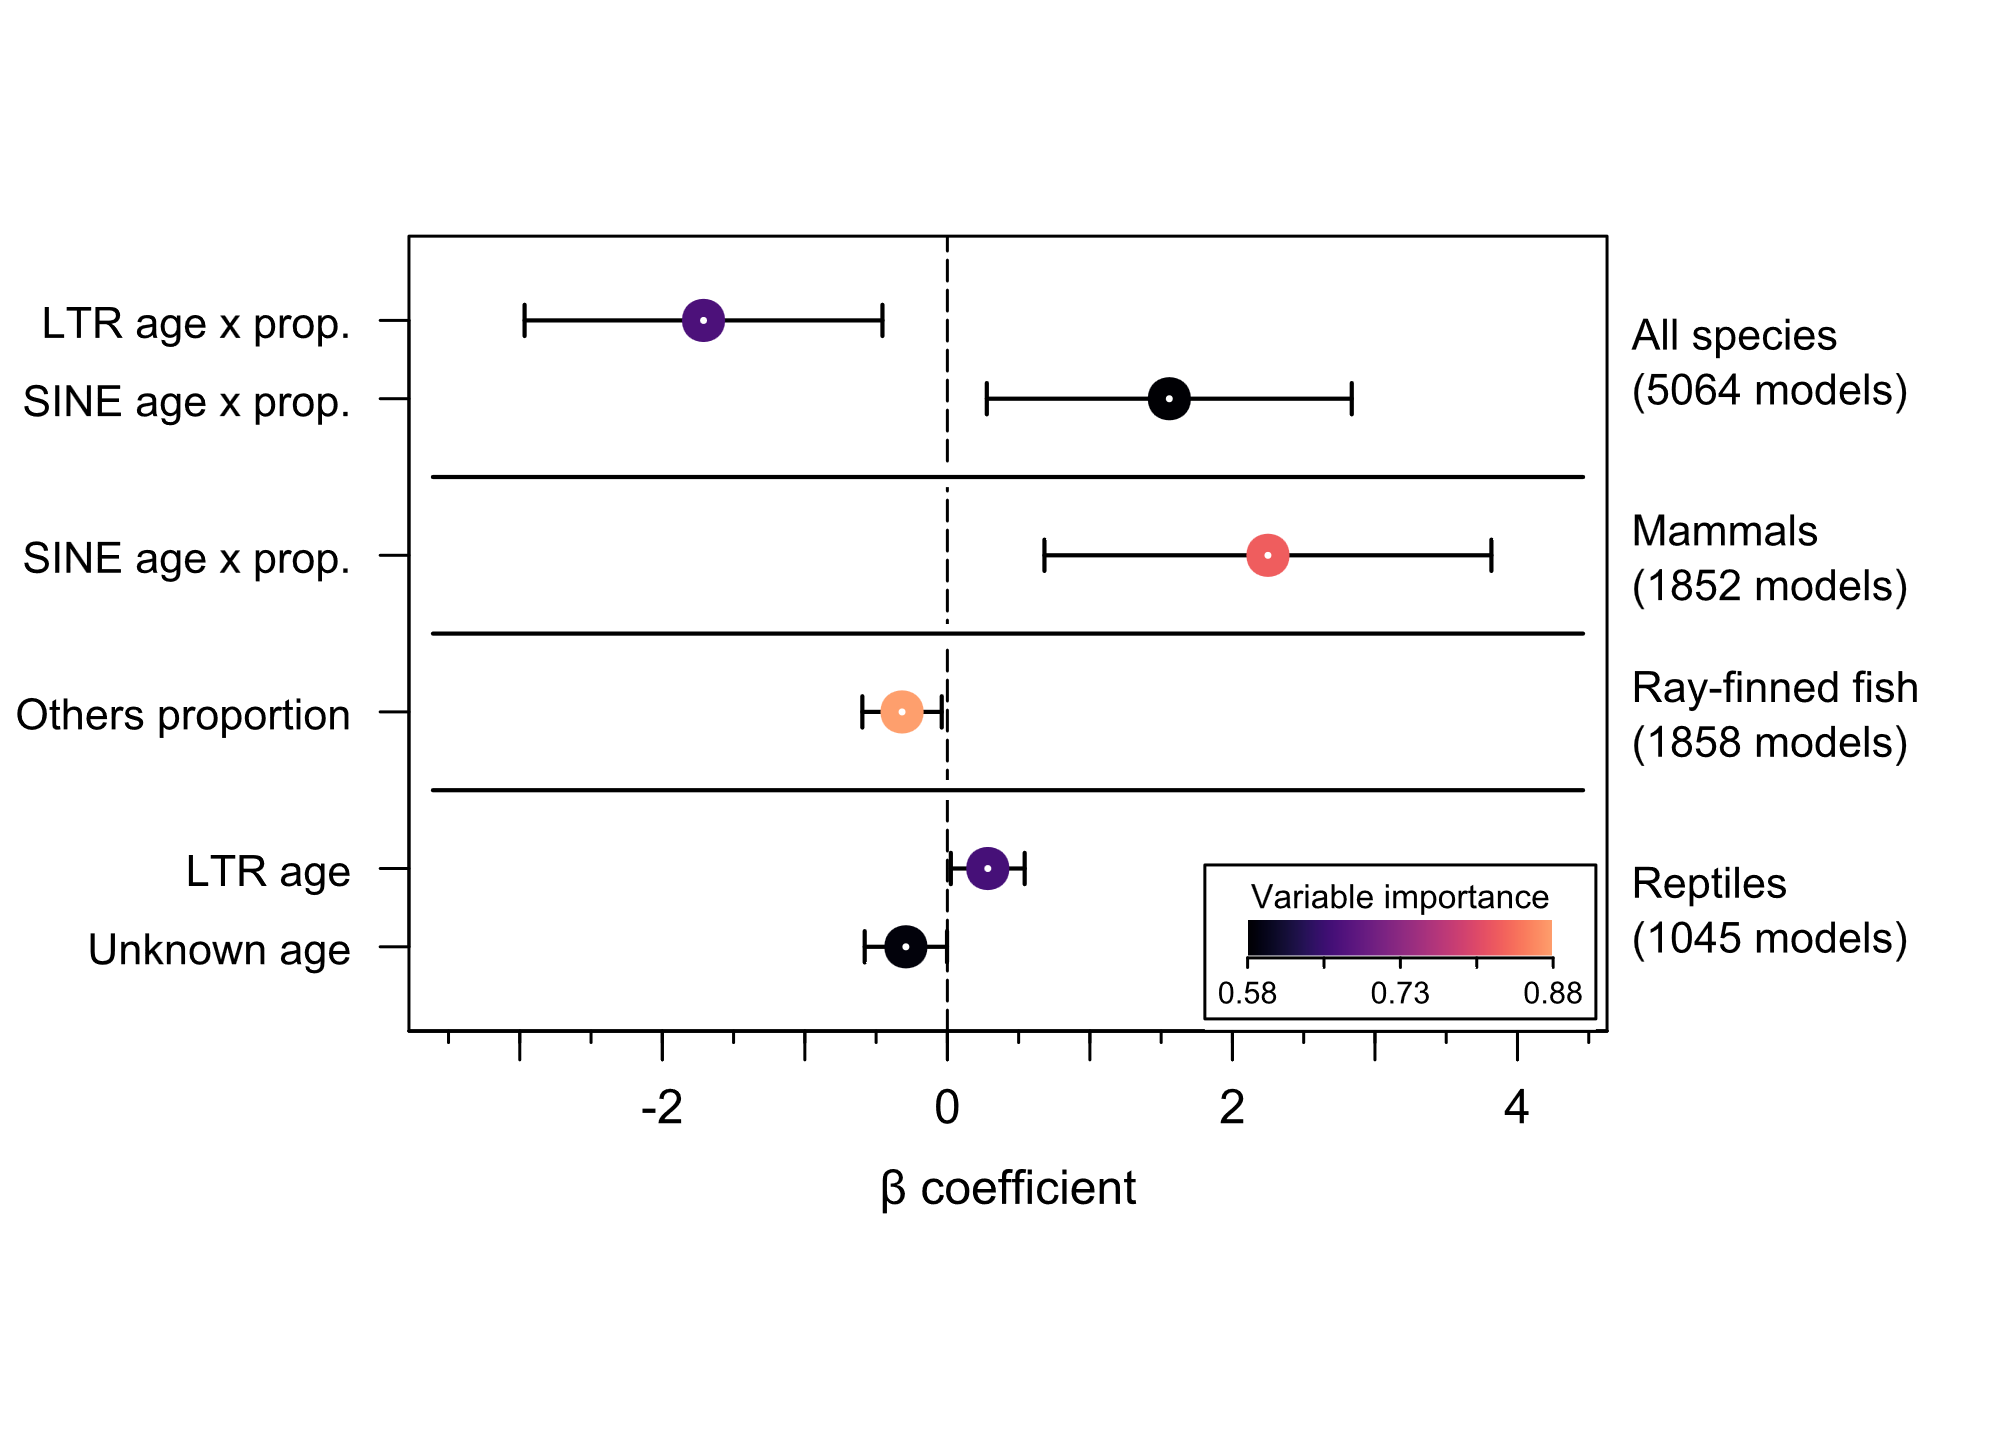 LTR age x prop.
SINE age x prop.
All species
(5064 models)
SINE age x prop.
Mammals
(1852 models)
Others proportion
Ray-finned fish
(1858 models)
LTR age
Unknown age
Reptiles
(1045 models)
Variable importance
0.58 0.73 0.88
-2 0 2 4
β coefficient